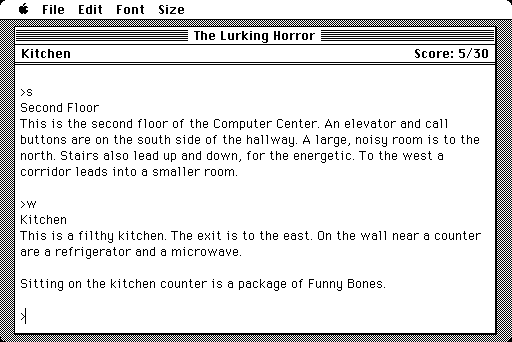 File Edit Font Size
The Lurking Horror
Kitchen Score: 5/30
>s
Second Floor
This is the second floor of the Computer Center. An elevator and call
buttons are on the south side of the hallway. A large, noisy room is to the
north. Stairs also lead up and down, for the energetic. To the west a
corridor leads into a smaller room.
>w
Kitchen
This is a filthy kitchen. The exit is to the east. On the wall near a counter
are a refrigerator and a microwave.
Sitting on the kitchen counter is a package of Funny Bones.
>